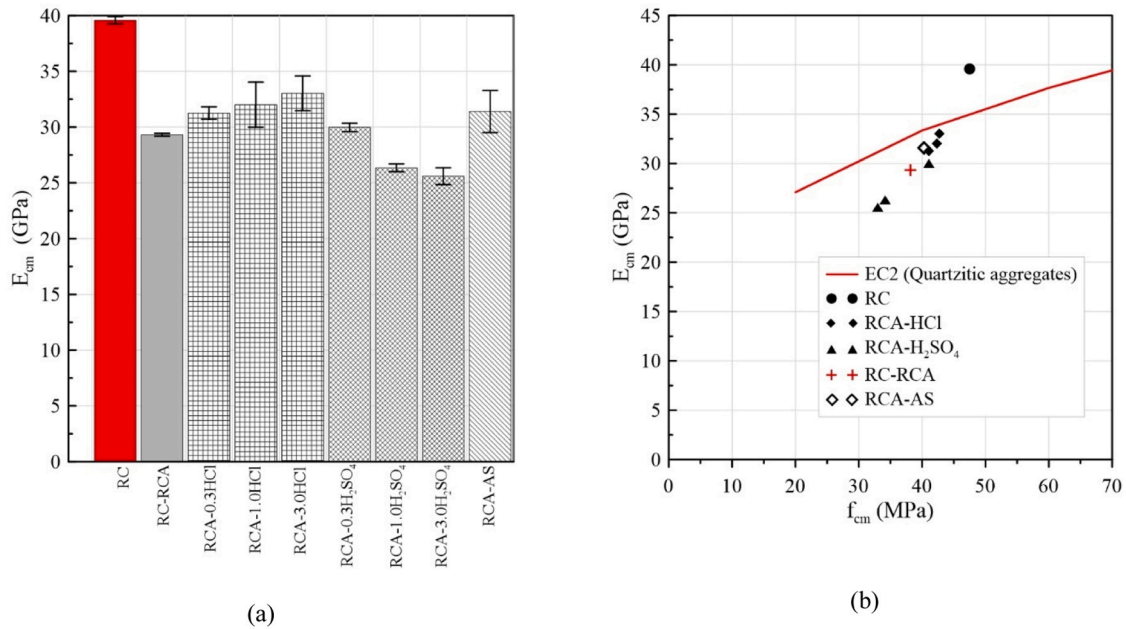 40
35
30
25
20
15
10
5
0
E_cm (GPa)
RC
RC-RCA
RCA-0.3HCl
RCA-1.0HCl
RCA-3.0HCl
RCA-0.3H₂SO₄
RCA-1.0H₂SO₄
RCA-3.0H₂SO₄
RCA-AS
(a)
45
40
35
30
25
20
15
10
5
0
E_cm (GPa)
EC2 (Quartzitic aggregates)
RC
RCA-HCl
RCA-H₂SO₄
RC-RCA
RCA-AS
0 10 20 30 40 50 60 70
f_cm (MPa)
(b)